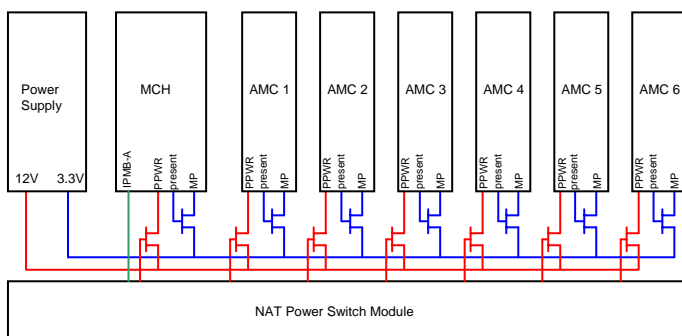 Power
Supply
12V
3.3V
MCH
IPMB-A
PPWR
present
MP
AMC 1
PPWR
present
MP
AMC 2
PPWR
present
MP
AMC 3
PPWR
present
MP
AMC 4
PPWR
present
MP
AMC 5
PPWR
present
MP
AMC 6
PPWR
present
MP
NAT Power Switch Module